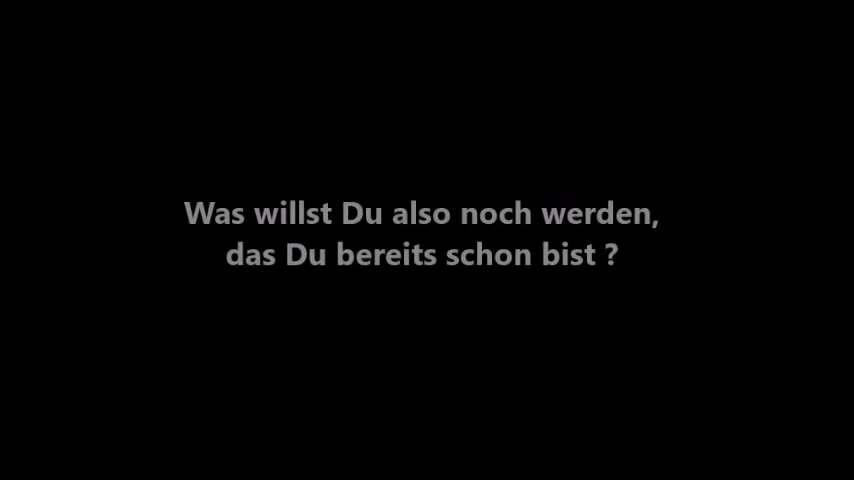 Was willst Du also noch werden,
das Du bereits schon bist ?